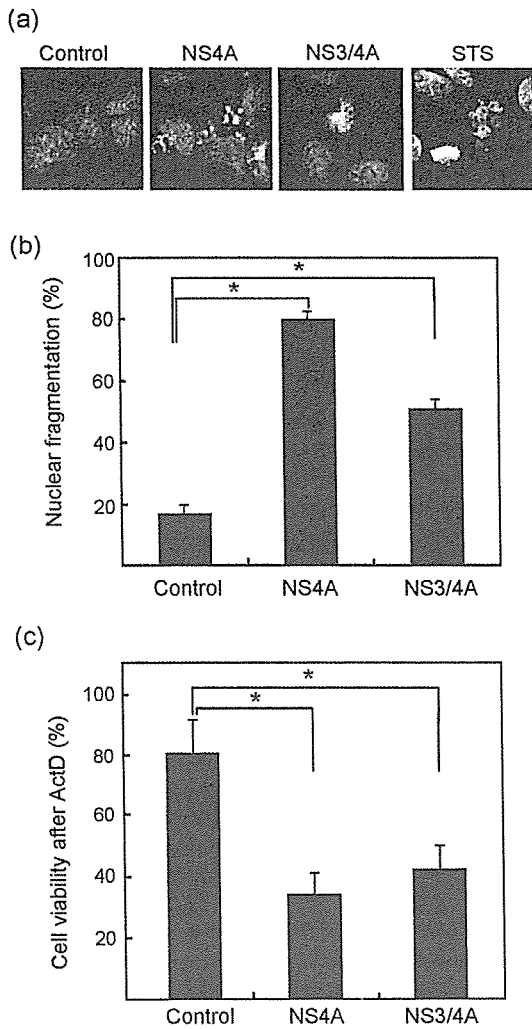 (a)
Control NS4A NS3/4A STS
(b)
Nuclear fragmentation (%)
100
80
60
40
20
*
*
Control NS4A NS3/4A
(c)
Cell viability after ActD (%)
100
80
60
40
20
*
*
Control NS4A NS3/4A